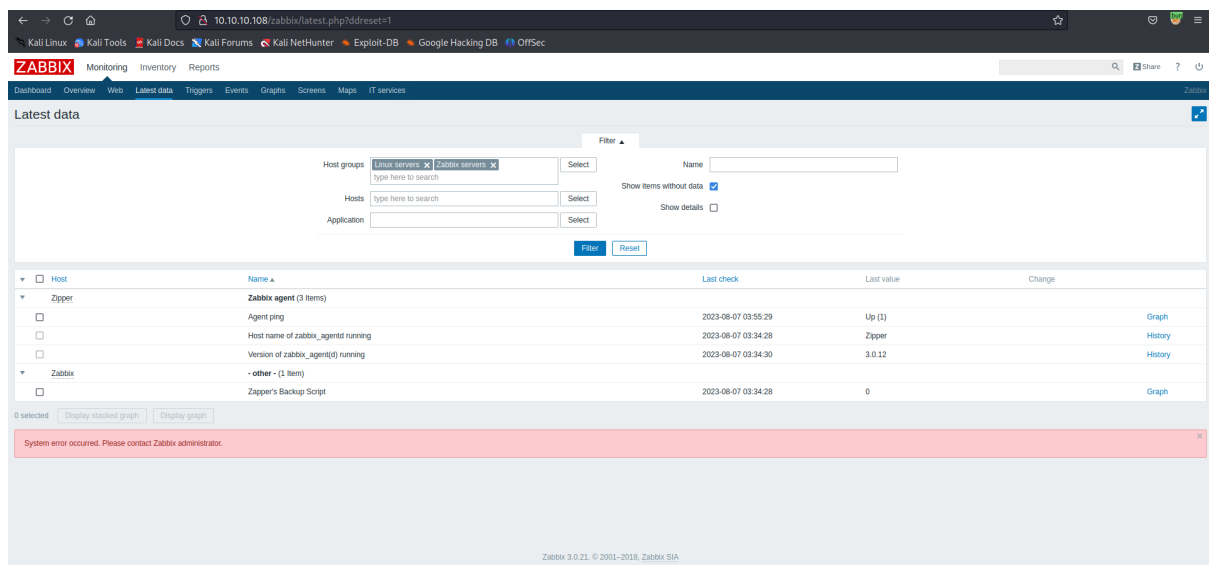 10.10.10.108/zabbix/latest.php?ddreset=1
Kali Linux Kali Tools Kali Docs Kali Forums Kali NetHunter Exploit-DB Google Hacking DB OffSec
ZABBIX Monitoring Inventory Reports Z Share ?
Dashboard Overview Web Latest data Triggers Events Graphs Screens Maps IT services Zabbix
Latest data
Filter ▲
Host groups Linux servers Zabbix servers Select Name
type here to search
Show items without data
Hosts type here to search Select
Show details
Application Select
Filter Reset
Host Name ▲ Last check Last value Change
Zipper Zabbix agent (3 Items)
Agent ping 2023-08-07 03:55:29 Up (1) Graph
Host name of zabbix_agentd running 2023-08-07 03:34:28 Zipper History
Version of zabbix_agent(d) running 2023-08-07 03:34:30 3.0.12 History
Zabbix - other - (1 Item)
Zapper's Backup Script 2023-08-07 03:34:28 0 Graph
0 selected Display stacked graph Display graph
System error occurred. Please contact Zabbix administrator.
Zabbix 3.0.21. © 2001–2018, Zabbix SIA